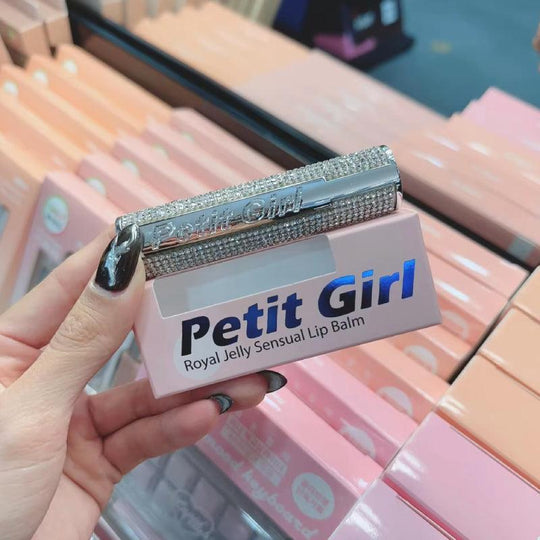 Petit Girl
Petit Girl
Royal Jelly Sensual Lip Balm